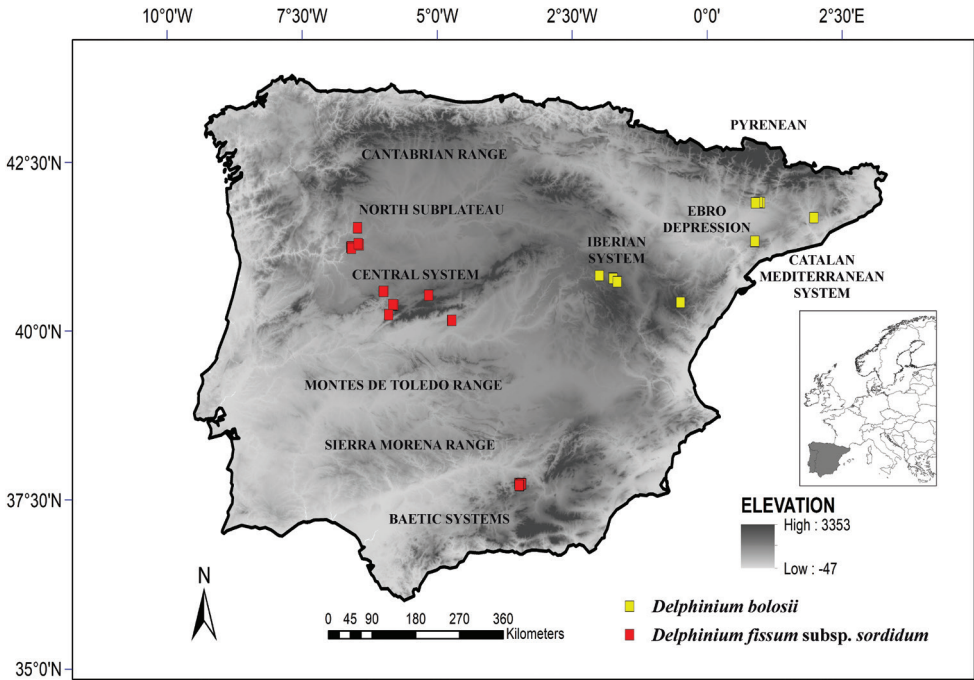 10°0'W 7°30'W 5°0'W 2°30'W 0°0' 2°30'E
42°30'N
40°0'N
37°30'N
35°0'N
PYRENEAN
CANTABRIAN RANGE
NORTH SUBPLATEAU
EBRO
DEPRESSION
IBERIAN
SYSTEM
CENTRAL SYSTEM
CATALAN
MEDITERRANEAN
SYSTEM
MONTES DE TOLEDO RANGE
SIERRA MORENA RANGE
BAETIC SYSTEMS
ELEVATION
High : 3353
Low : -47
N
0 45 90 180 270 360
Kilometers
Delphinium bolosii
Delphinium fissum subsp. sordidum